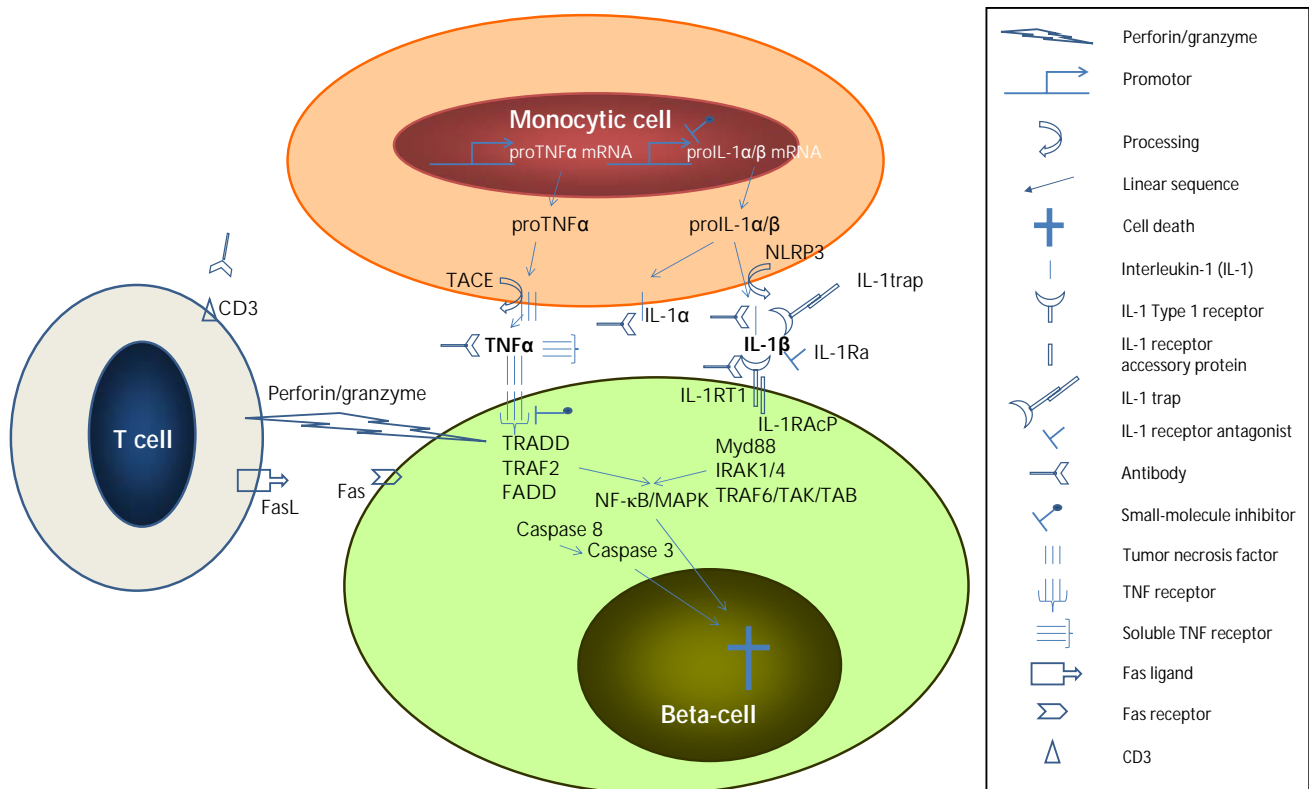 Monocytic cell
proTNFα mRNA
proIL-1α/β mRNA
proTNFα
proIL-1α/β
TACE
NLRP3
IL-1trap
CD3
IL-1α
TNFα
IL-1β
IL-1Ra
Perforin/granzyme
IL-1RT1
IL-1RAcP
T cell
TRADD
TRAF2
FADD
Myd88
IRAK1/4
TRAF6/TAK/TAB
Fas
FasL
NF-κB/MAPK
Caspase 8
Caspase 3
Beta-cell
Perforin/granzyme
Promotor
Processing
Linear sequence
Cell death
Interleukin-1 (IL-1)
IL-1 Type 1 receptor
IL-1 receptor
accessory protein
IL-1 trap
IL-1 receptor antagonist
Antibody
Small-molecule inhibitor
Tumor necrosis factor
TNF receptor
Soluble TNF receptor
Fas ligand
Fas receptor
CD3